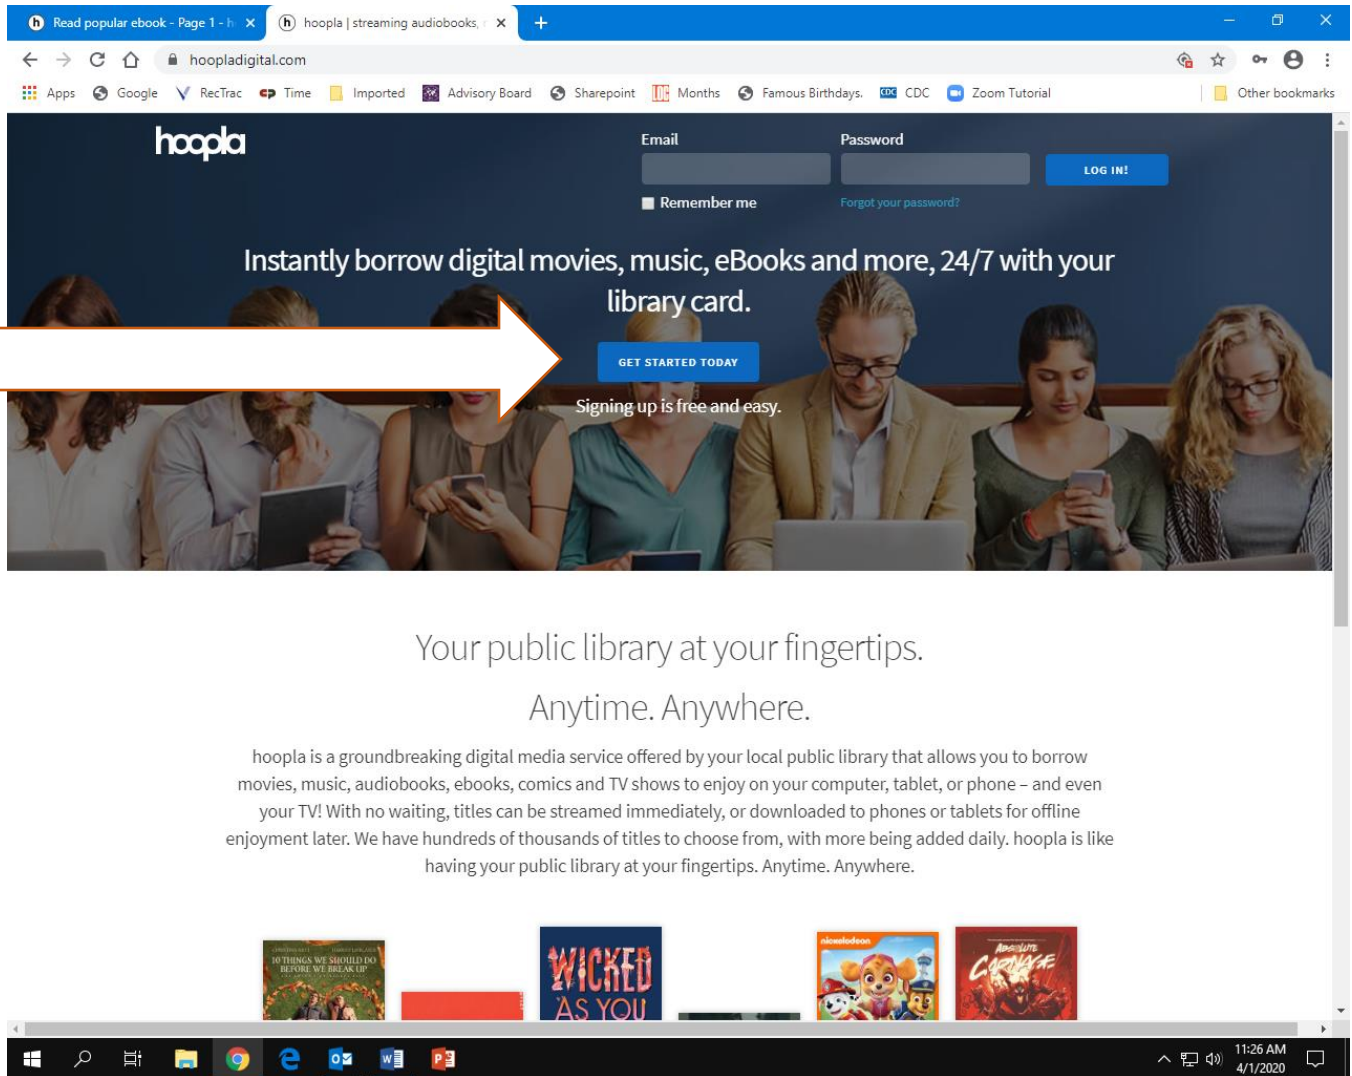 Read popular ebook - Page 1 - h
hoopla | streaming audiobooks,
hoopladigital.com
Apps Google RecTrac Time Imported Advisory Board Sharepoint Months Famous Birthdays. CDC Zoom Tutorial Other bookmarks
hoopla
Email Password
LOG IN!
Remember me Forgot your password?
Instantly borrow digital movies, music, eBooks and more, 24/7 with your
library card.
GET STARTED TODAY
Signing up is free and easy.
Your public library at your fingertips.
Anytime. Anywhere.
hoopla is a groundbreaking digital media service offered by your local public library that allows you to borrow
movies, music, audiobooks, ebooks, comics and TV shows to enjoy on your computer, tablet, or phone – and even
your TV! With no waiting, titles can be streamed immediately, or downloaded to phones or tablets for offline
enjoyment later. We have hundreds of thousands of titles to choose from, with more being added daily. hoopla is like
having your public library at your fingertips. Anytime. Anywhere.
10 THINGS WE SHOULD DO
BEFORE WE BREAK UP
WICKED
AS YOU
nickelodeon
ABSOLUTE
CARNAGE
11:26 AM
4/1/2020